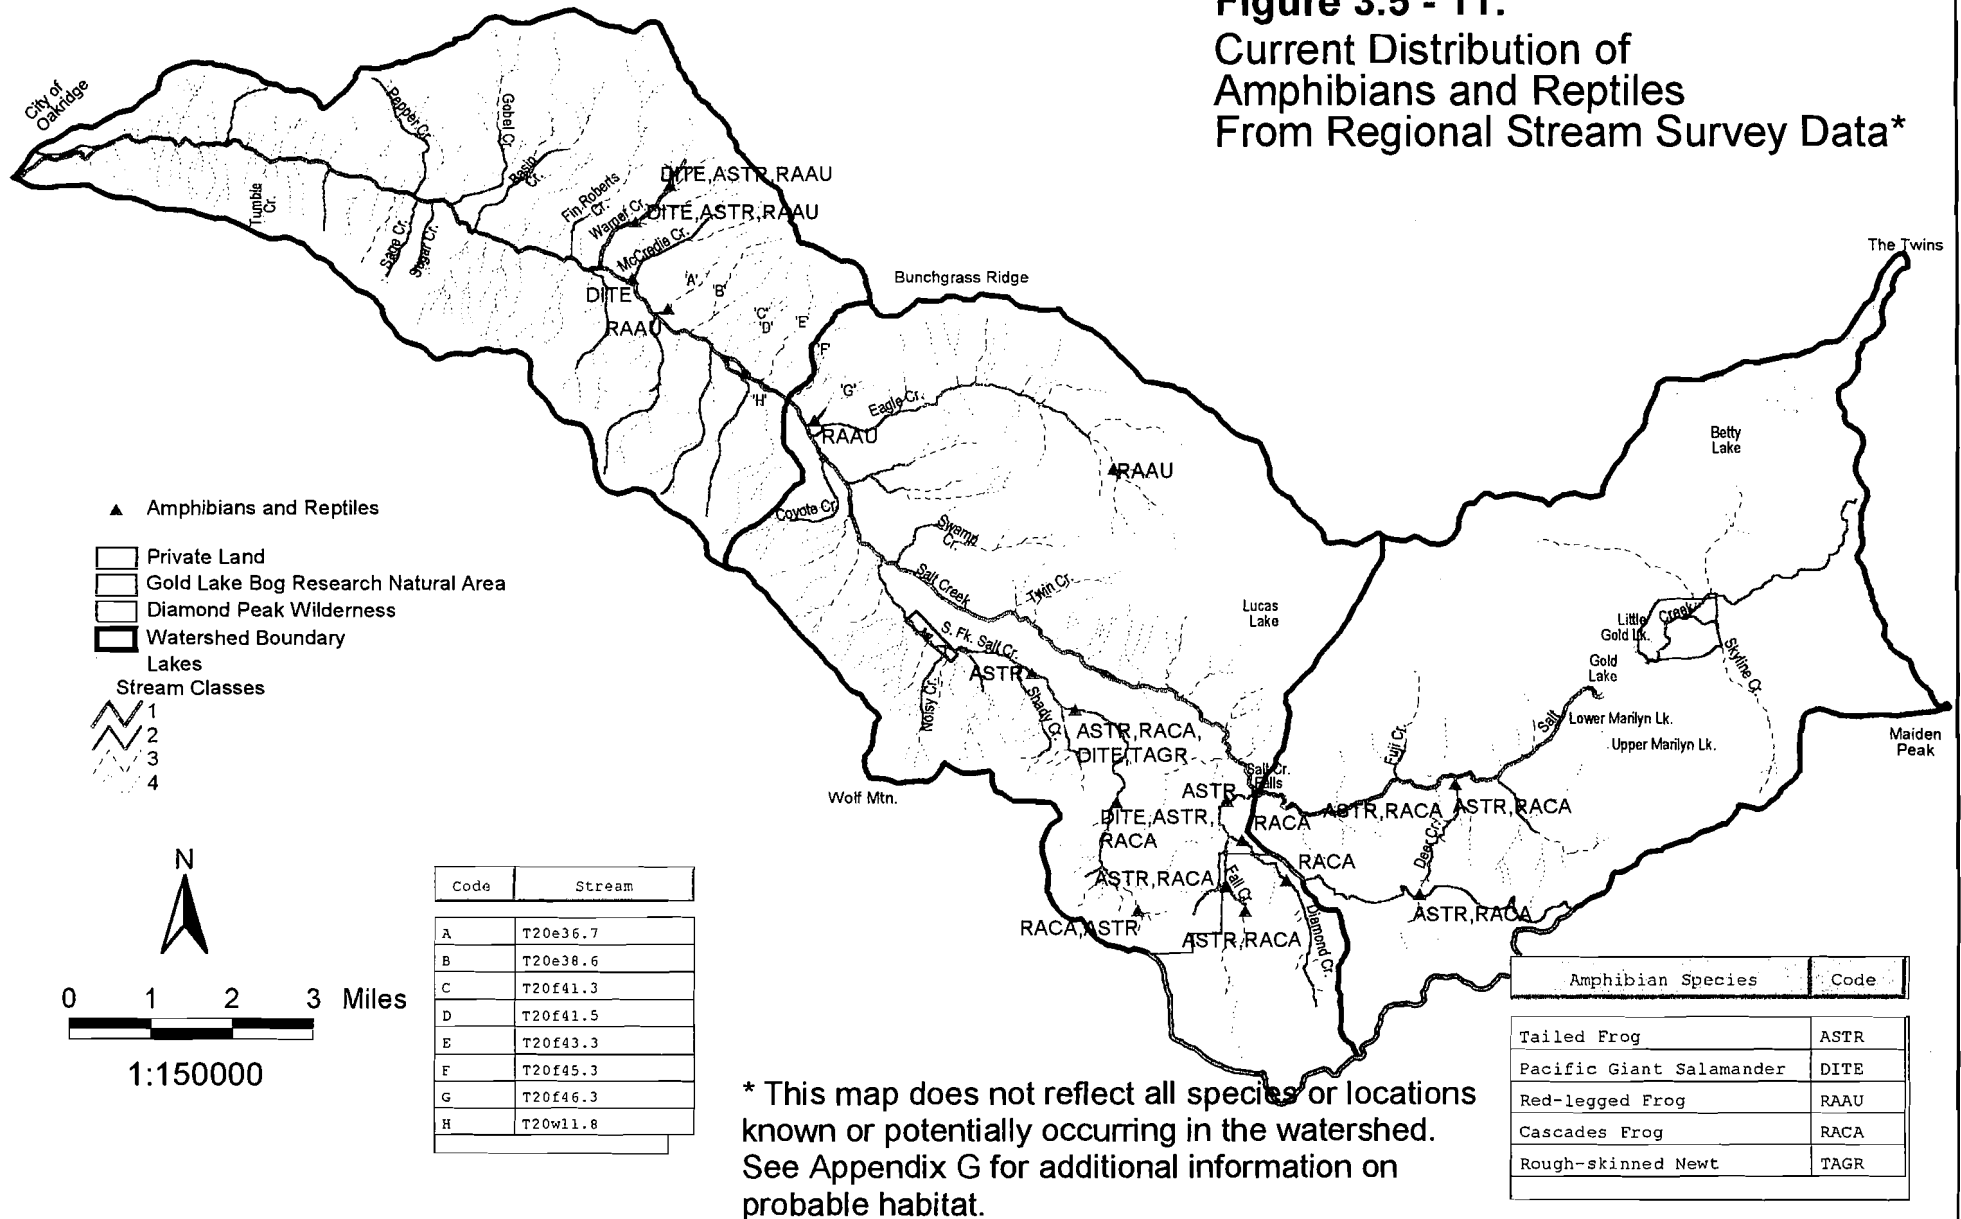 Figure 3.5 - 11.
Current Distribution of
Amphibians and Reptiles
From Regional Stream Survey Data*
City of
Oakridge
Pepper Cr.
Gobel Cr.
Basin
Cr.
Tumble
Cr.
Sage Cr.
Sugar Cr.
Fin Roberts
Cr.
Warner Cr.
McCredie Cr.
DITE,ASTR,RAAU
DITE,ASTR,RAAU
DITE
RAAU
'A'
'B'
'C'
'D'
'E'
'F'
'G'
'H'
Bunchgrass Ridge
The Twins
Eagle Cr.
RAAU
RAAU
Coyote Cr.
Swamp
Cr.
Salt Creek
Twin Cr.
Betty
Lake
Lucas
Lake
Little
Gold Lk.
Creek
Gold
Lake
Skyline Cr.
Salt
Lower Marilyn Lk.
Upper Marilyn Lk.
Maiden
Peak
S. Fk. Salt Cr.
ASTR
Noisy Cr.
Shady Cr.
ASTR,RACA,
DITE,TAGR
Wolf Mtn.
Salt Cr.
Falls
Fuji Cr.
ASTR
RACA
ASTR,RACA
ASTR,RACA
DITE,ASTR,
RACA
Deer Cr.
RACA
ASTR,RACA
Fall Cr.
Diamond Cr.
RACA,ASTR
ASTR,RACA
ASTR,RACA
Amphibians and Reptiles
Private Land
Gold Lake Bog Research Natural Area
Diamond Peak Wilderness
Watershed Boundary
Lakes
Stream Classes
1
2
3
4
N
0 1 2 3 Miles
1:150000
Code Stream
A T20e36.7
B T20e38.6
C T20f41.3
D T20f41.5
E T20f43.3
F T20f45.3
G T20f46.3
H T20w11.8
* This map does not reflect all species or locations
known or potentially occurring in the watershed.
See Appendix G for additional information on
probable habitat.
Amphibian Species Code
Tailed Frog ASTR
Pacific Giant Salamander DITE
Red-legged Frog RAAU
Cascades Frog RACA
Rough-skinned Newt TAGR